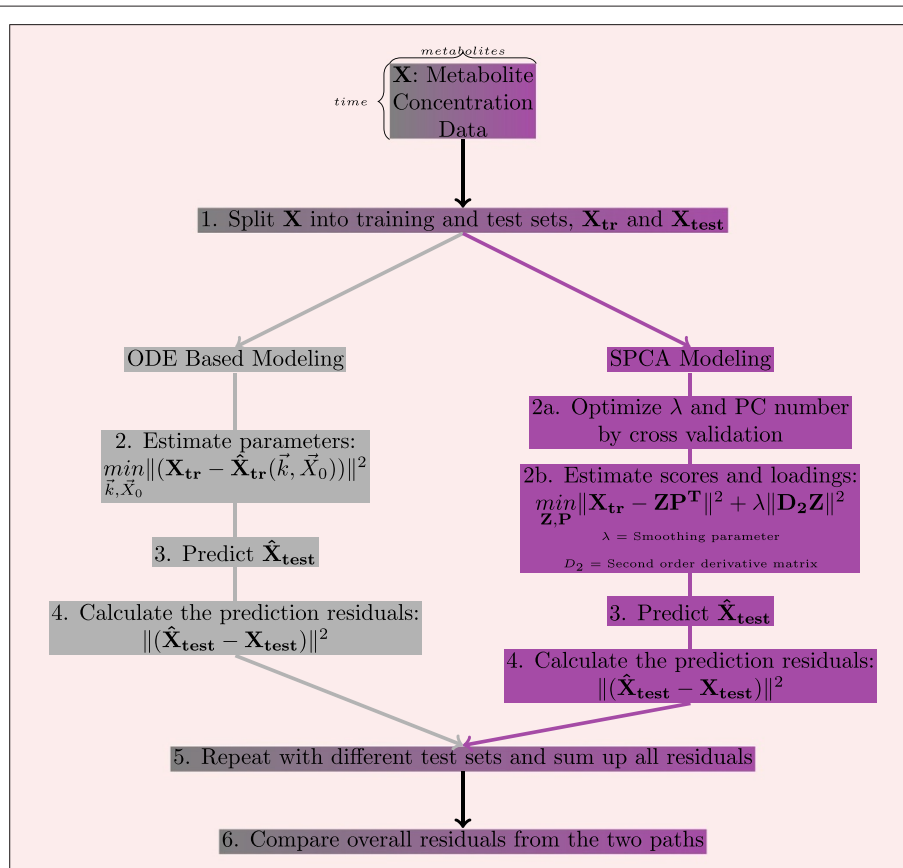 metabolites
time
X: Metabolite
Concentration
Data
1. Split X into training and test sets, X_tr and X_test
ODE Based Modeling
2. Estimate parameters:
min_{k⃗,X⃗_0} ‖(X_tr − X̂_tr(k⃗, X⃗_0))‖²
3. Predict X̂_test
4. Calculate the prediction residuals:
‖(X̂_test − X_test)‖²
SPCA Modeling
2a. Optimize λ and PC number
by cross validation
2b. Estimate scores and loadings:
min_{Z,P} ‖X_tr − ZP^T‖² + λ‖D_2Z‖²
λ = Smoothing parameter
D_2 = Second order derivative matrix
3. Predict X̂_test
4. Calculate the prediction residuals:
‖(X̂_test − X_test)‖²
5. Repeat with different test sets and sum up all residuals
6. Compare overall residuals from the two paths